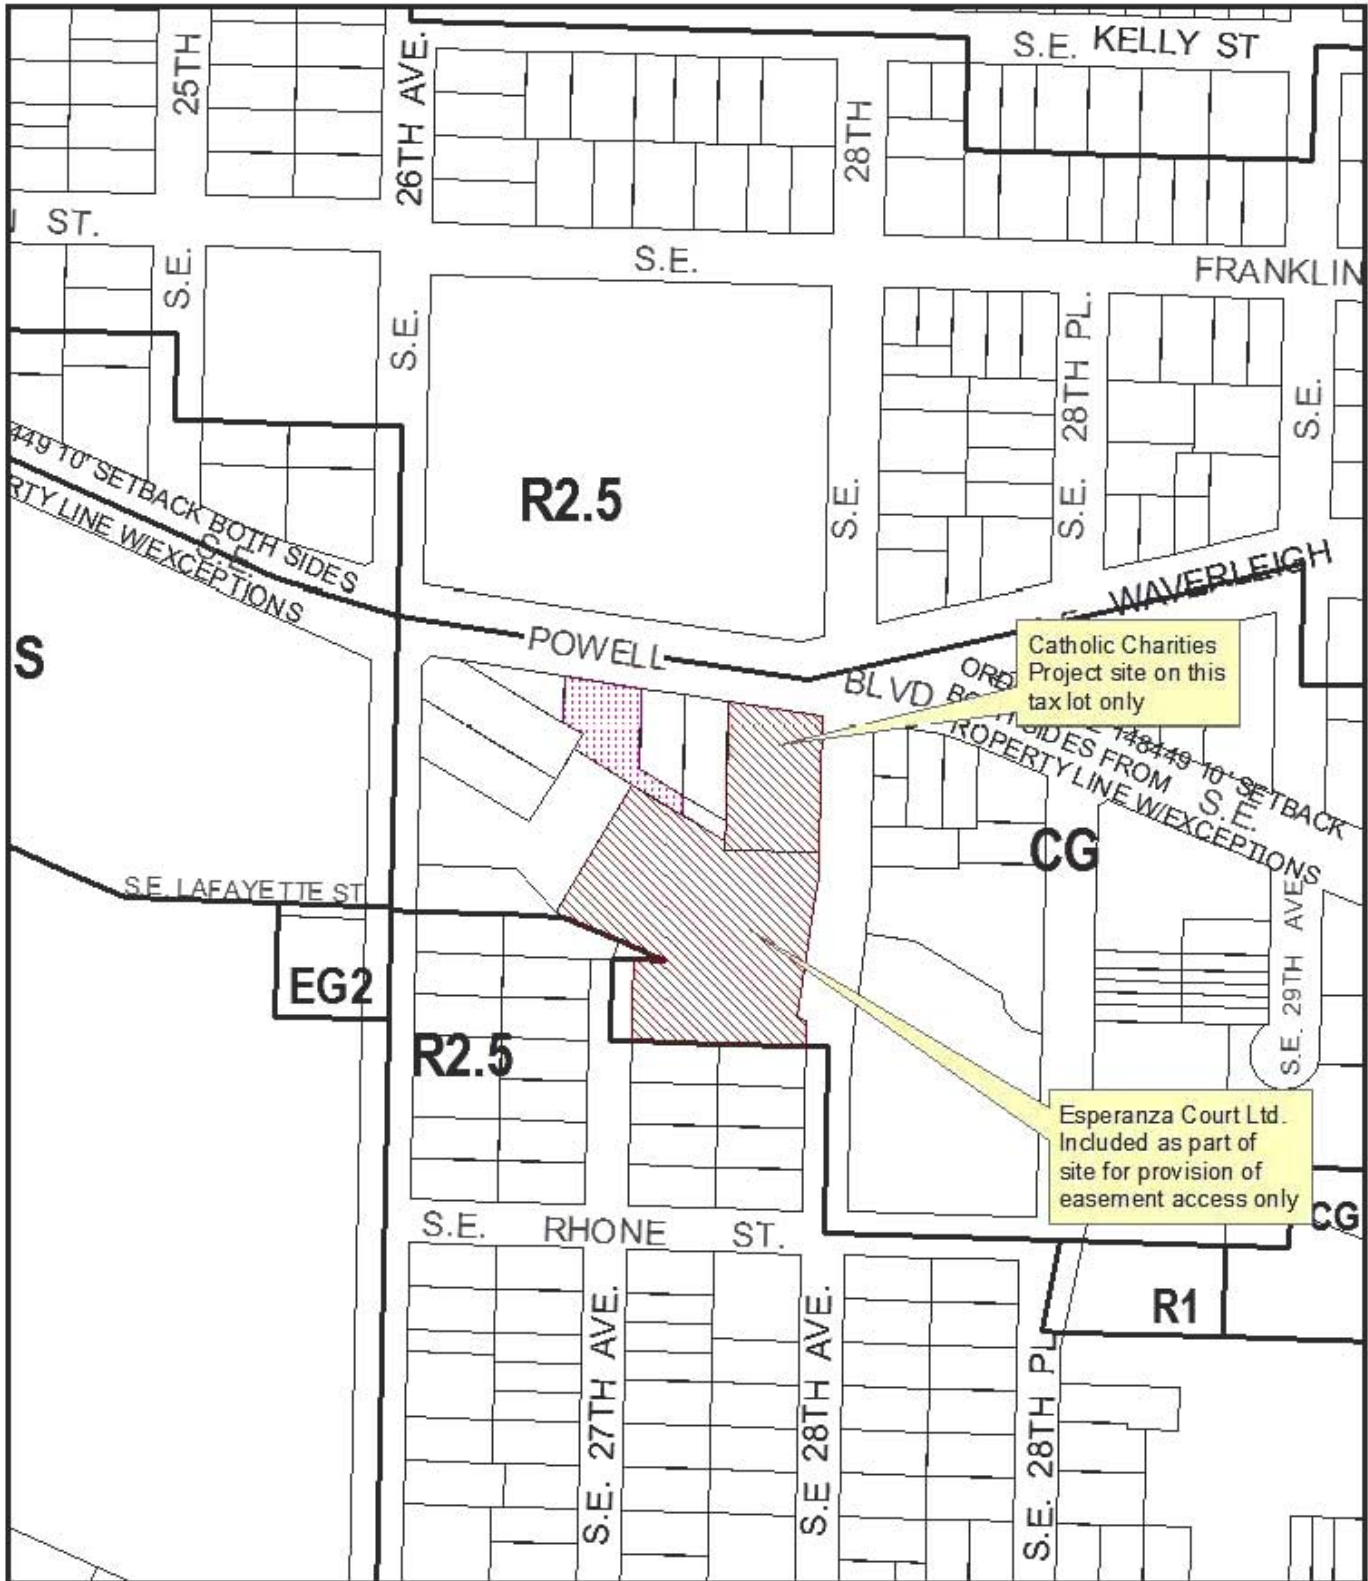 S.E. KELLY ST
25TH
26TH AVE.
28TH
ST.
S.E.
S.E.
FRANKLIN
S.E.
S.E.
28TH PL.
S.E.
S.E.
S.E.
R2.5
449 10' SETBACK BOTH SIDES
S.E.
RTY LINE W/EXCEPTIONS
WAVERLEIGH
S
POWELL
BLVD
Catholic Charities
Project site on this
tax lot only
148449 10' SETBACK
SIDES FROM
S.E.
ROPERTY LINE W/EXCEPTIONS
CG
S.E. LAFAYETTE ST
EG2
S.E. 29TH AVE
R2.5
Esperanza Court Ltd.
Included as part of
site for provision of
easement access only
S.E. RHONE ST.
CG
R1
S.E. 27TH AVE.
S.E 28TH AVE.
S.E. 28TH PL